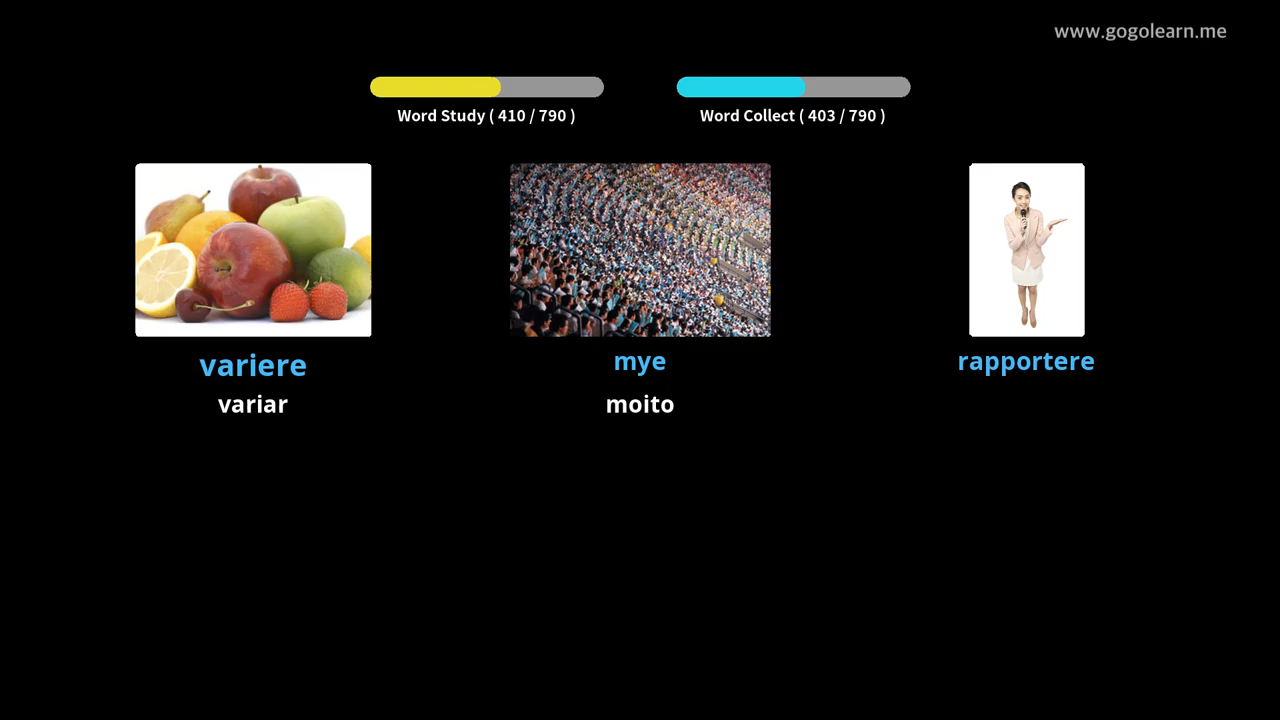 www.gogolearn.me
Word Study ( 410 / 790 )
Word Collect ( 403 / 790 )
variere
mye
rapportere
variar
moito